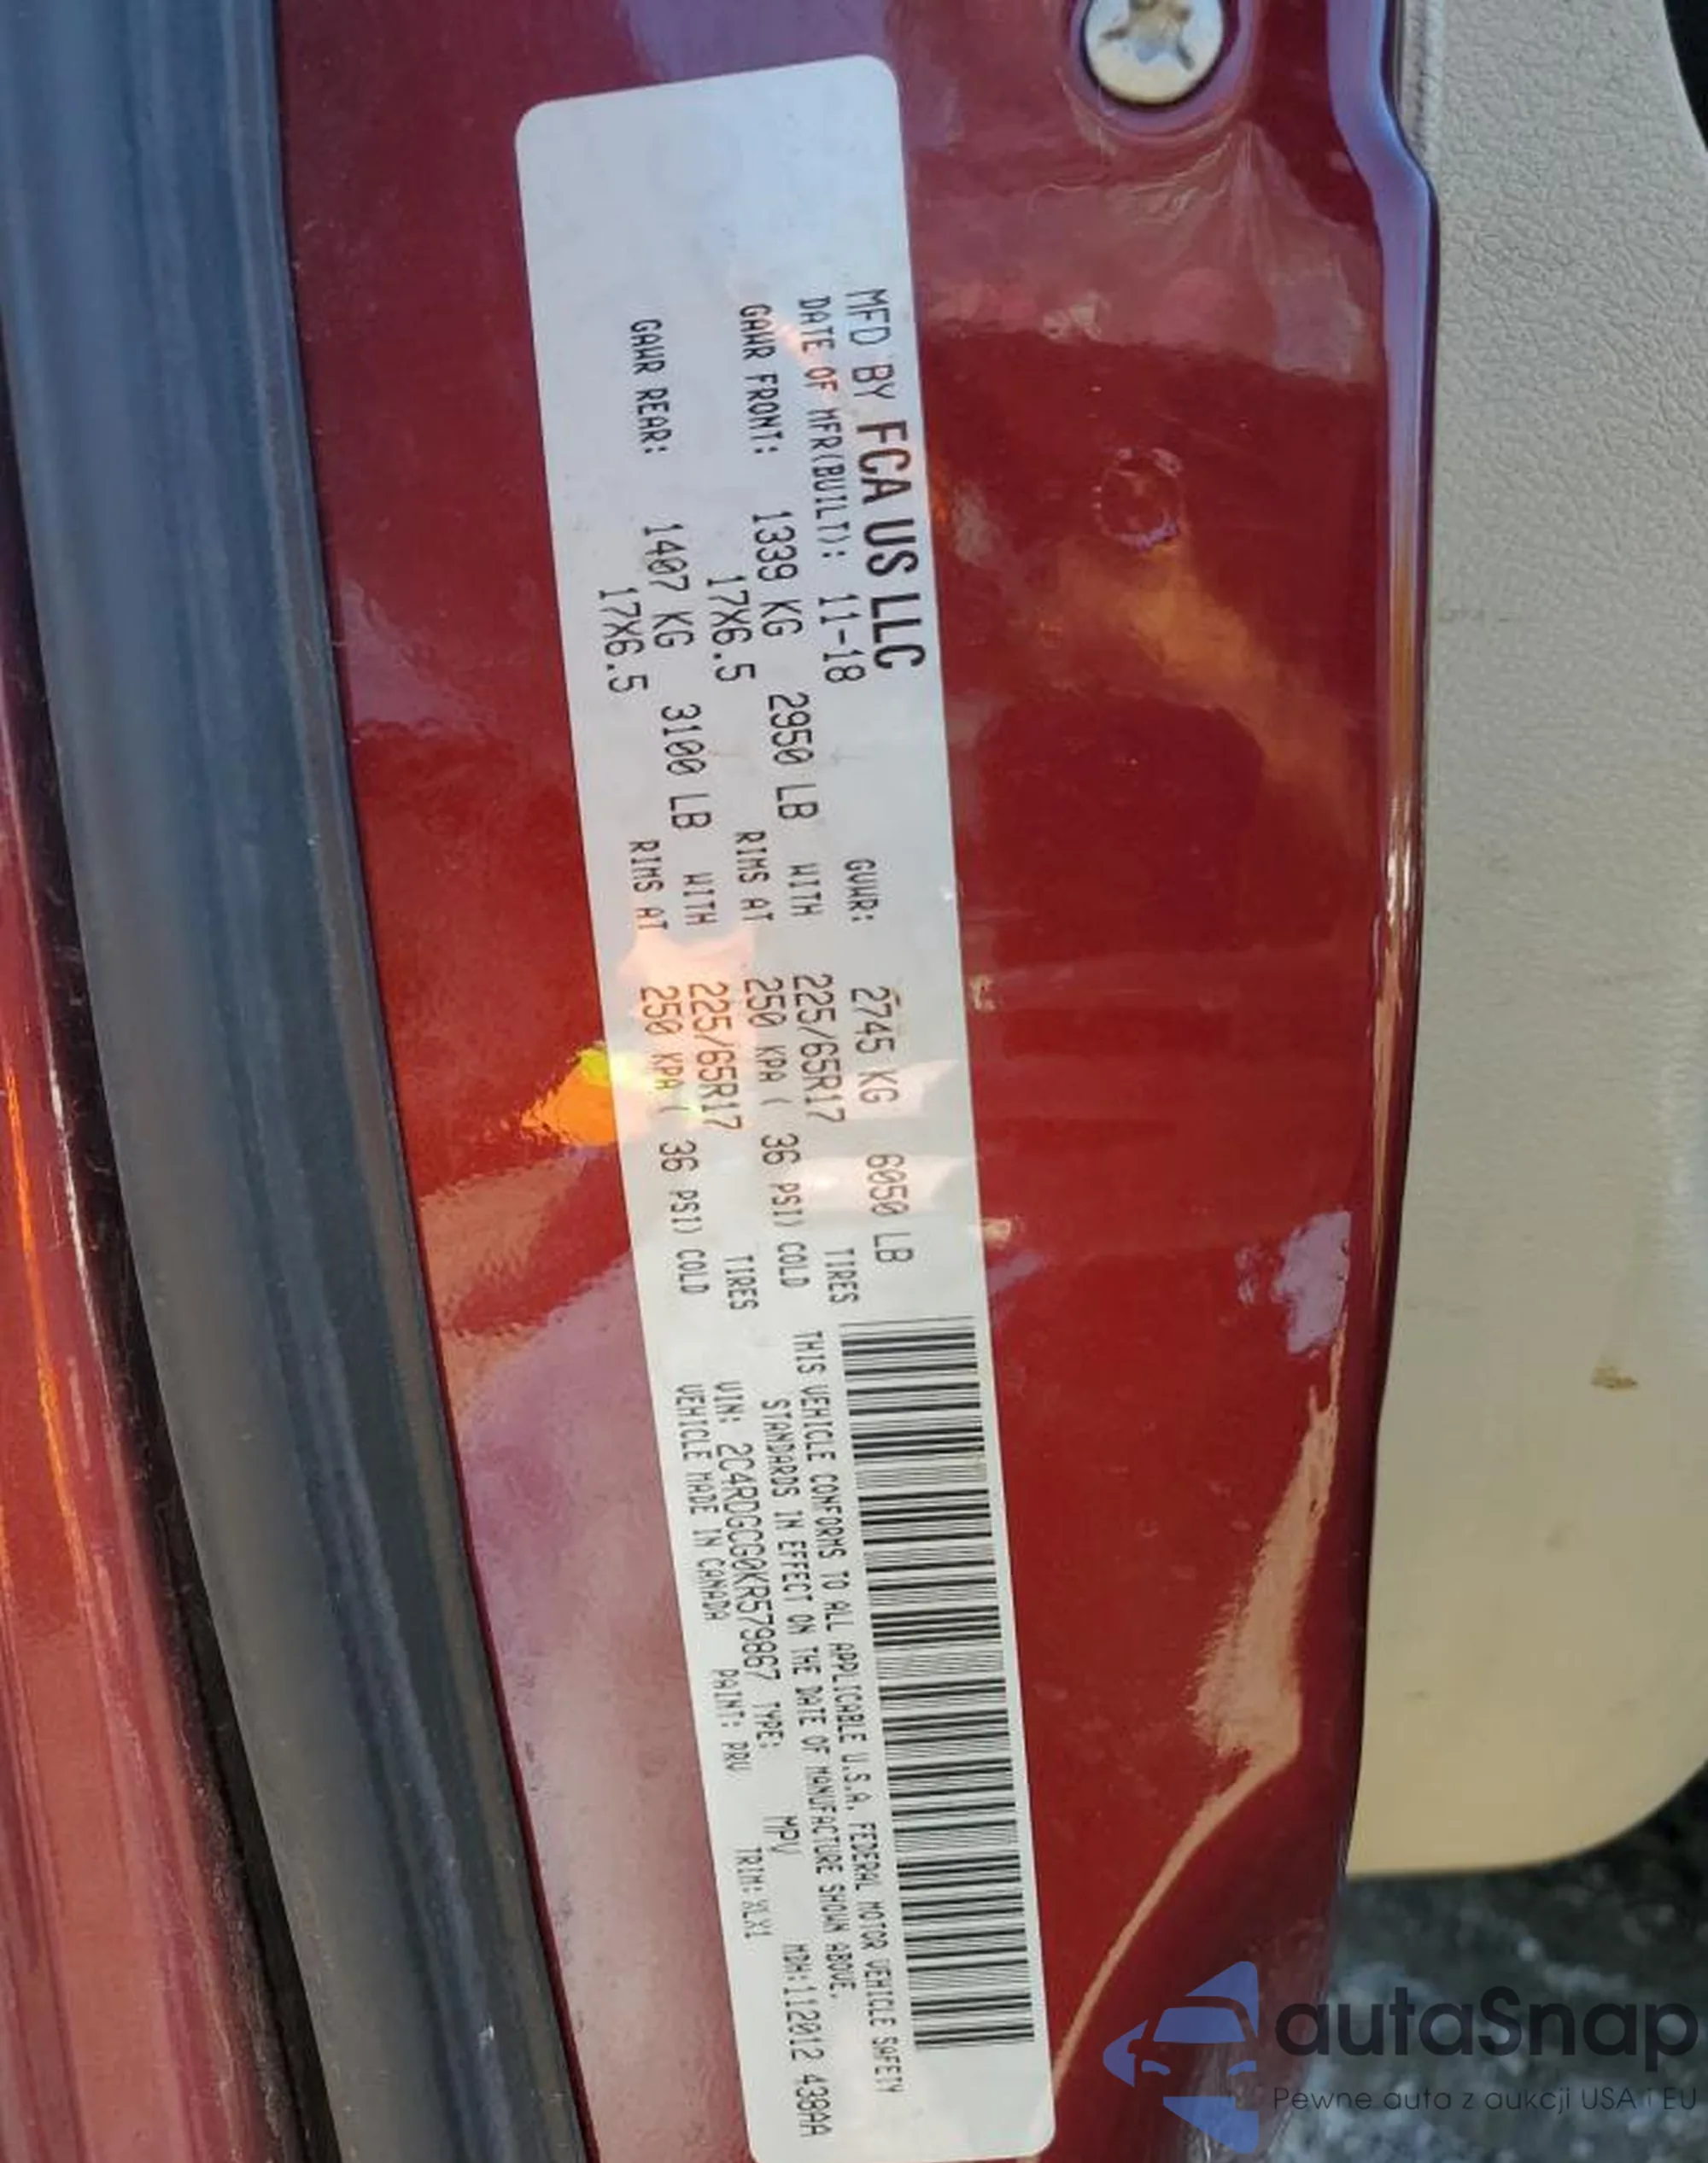 MFD BY FCA US LLC
DATE OF MFR(BUILT): 11-18 GVWR: 2745 KG 6050 LB
GAWR FRONT: 1339 KG 2950 LB WITH 225/65R17 TIRES
17X6.5 RIMS AT 250 KPA ( 36 PSI) COLD
GAWR REAR: 1407 KG 3100 LB WITH 225/65R17 TIRES
17X6.5 RIMS AT 250 KPA ( 36 PSI) COLD
THIS VEHICLE CONFORMS TO ALL APPLICABLE U.S.A. FEDERAL MOTOR VEHICLE SAFETY
STANDARDS IN EFFECT ON THE DATE OF MANUFACTURE SHOWN ABOVE.
VIN: 2C4RDGCG0KR579867 TYPE: MPV MDH: 112012 438AA
VEHICLE MADE IN CANADA PAINT: PRV TRIM:
autaSnap
Pewne auta z aukcji USA i EU